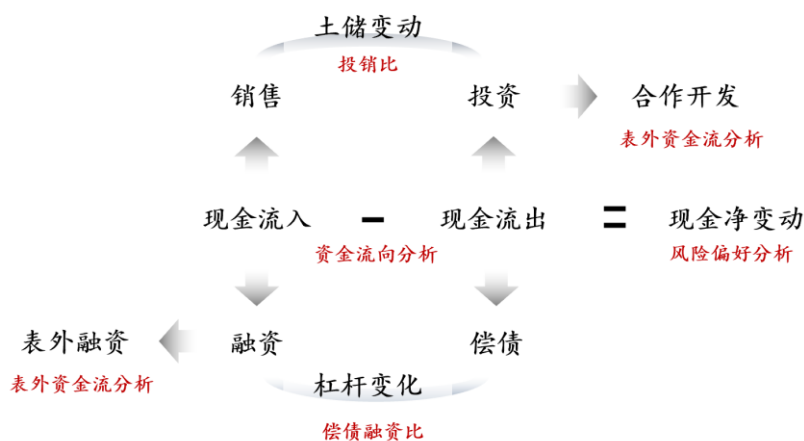 土储变动
投销比
销售
投资
合作开发
表外资金流分析
现金流入
－
现金流出
=
现金净变动
资金流向分析
风险偏好分析
表外融资
融资
偿债
表外资金流分析
杠杆变化
偿债融资比